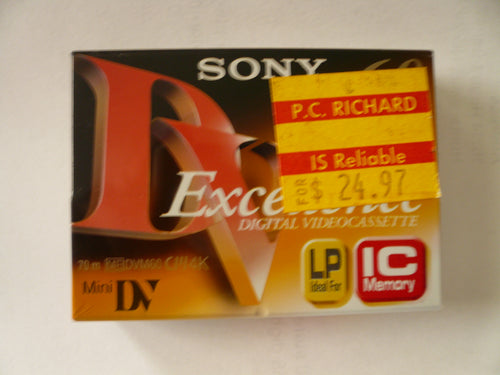 SONY
60
P.C. RICHARD
IS Reliable
FOR $ 24.97
DV
Excellence
DIGITAL VIDEOCASSETTE
LP
Ideal For
IC
Memory
Mini DV